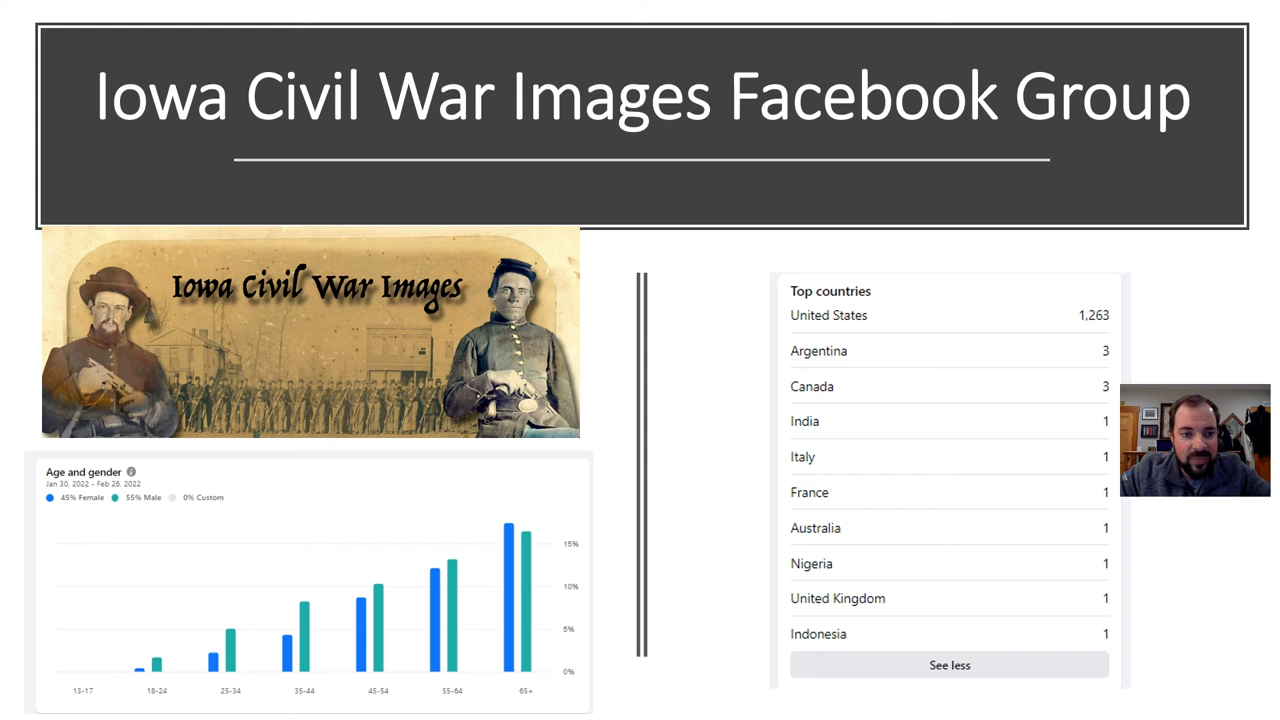 Iowa Civil War Images Facebook Group
Iowa Civil War Images
Age and gender
Jan 30, 2022 - Feb 26, 2022
45% Female 55% Male 0% Custom
15%
10%
5%
0%
13-17 18-24 25-34 35-44 45-54 55-64 65+
Top countries
United States 1,263
Argentina 3
Canada 3
India 1
Italy 1
France 1
Australia 1
Nigeria 1
United Kingdom 1
Indonesia 1
See less